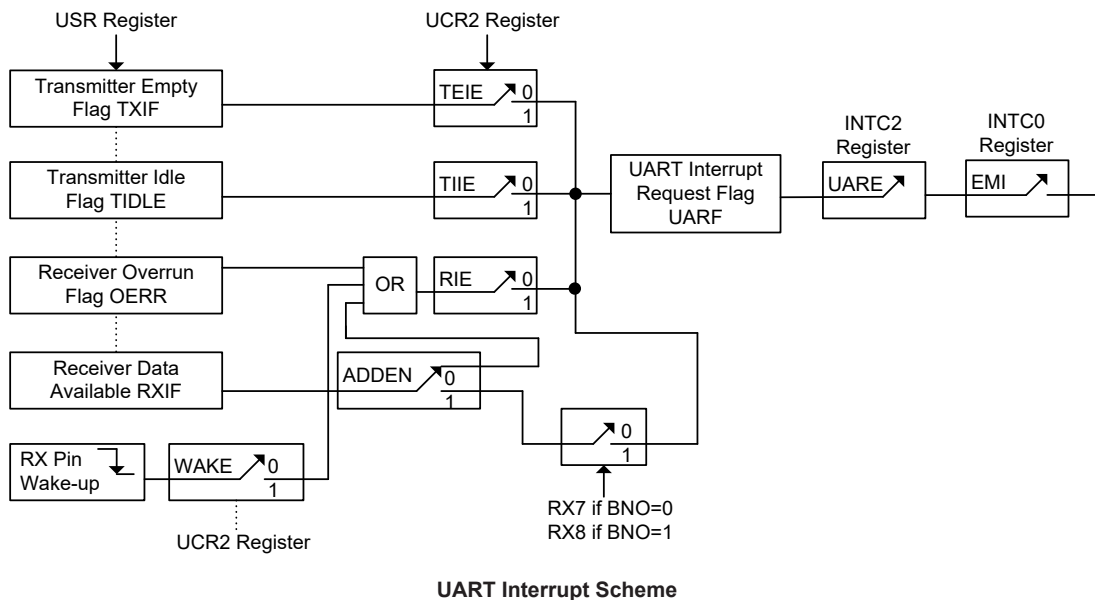 USR Register
UCR2 Register
Transmitter Empty
Flag TXIF
TEIE
0
1
INTC2
Register
INTC0
Register
Transmitter Idle
Flag TIDLE
TIIE
0
1
UART Interrupt
Request Flag
UARF
UARE
EMI
Receiver Overrun
Flag OERR
OR
RIE
0
1
Receiver Data
Available RXIF
ADDEN
0
1
0
1
RX Pin
Wake-up
WAKE
0
1
RX7 if BNO=0
RX8 if BNO=1
UCR2 Register
UART Interrupt Scheme